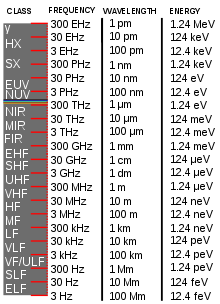 CLASS FREQUENCY WAVELENGTH ENERGY
300 EHz 1 pm 1.24 MeV
γ
30 EHz 10 pm 124 keV
HX
3 EHz 100 pm 12.4 keV
300 PHz 1 nm 1.24 keV
SX
30 PHz 10 nm 124 eV
EUV
3 PHz 100 nm 12.4 eV
NUV
300 THz 1 µm 1.24 eV
NIR
30 THz 10 µm 124 meV
MIR
3 THz 100 µm 12.4 meV
FIR
300 GHz 1 mm 1.24 meV
EHF
30 GHz 1 cm 124 µeV
SHF
3 GHz 1 dm 12.4 µeV
UHF
300 MHz 1 m 1.24 µeV
VHF
30 MHz 10 m 124 neV
HF
3 MHz 100 m 12.4 neV
MF
300 kHz 1 km 1.24 neV
LF
30 kHz 10 km 124 peV
VLF
3 kHz 100 km 12.4 peV
VF/ULF
300 Hz 1 Mm 1.24 peV
SLF
30 Hz 10 Mm 124 feV
ELF
3 Hz 100 Mm 12.4 feV